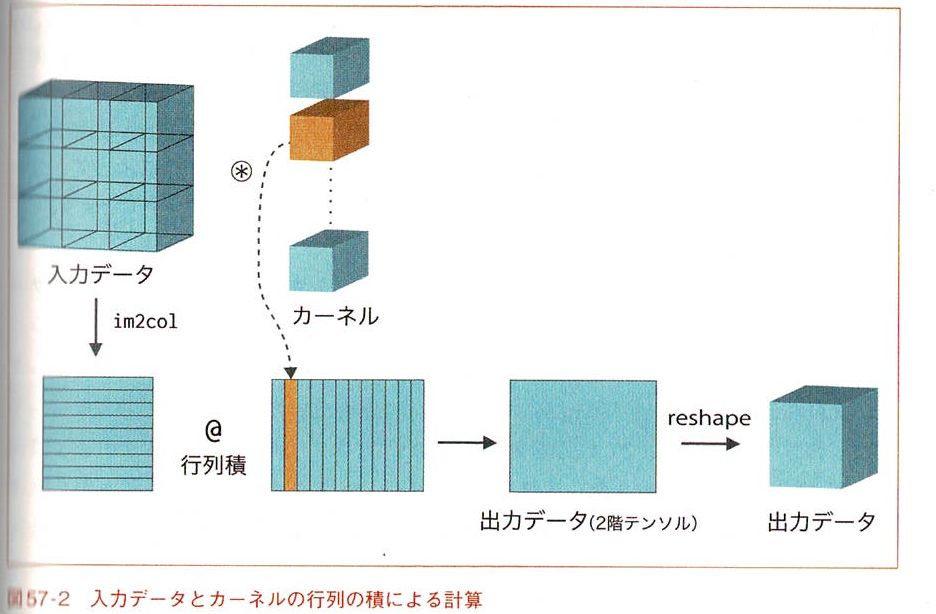 ⊛
入力データ
カーネル
im2col
@
行列積
reshape
出力データ(2階テンソル)
出力データ
図57-2 入力データとカーネルの行列の積による計算